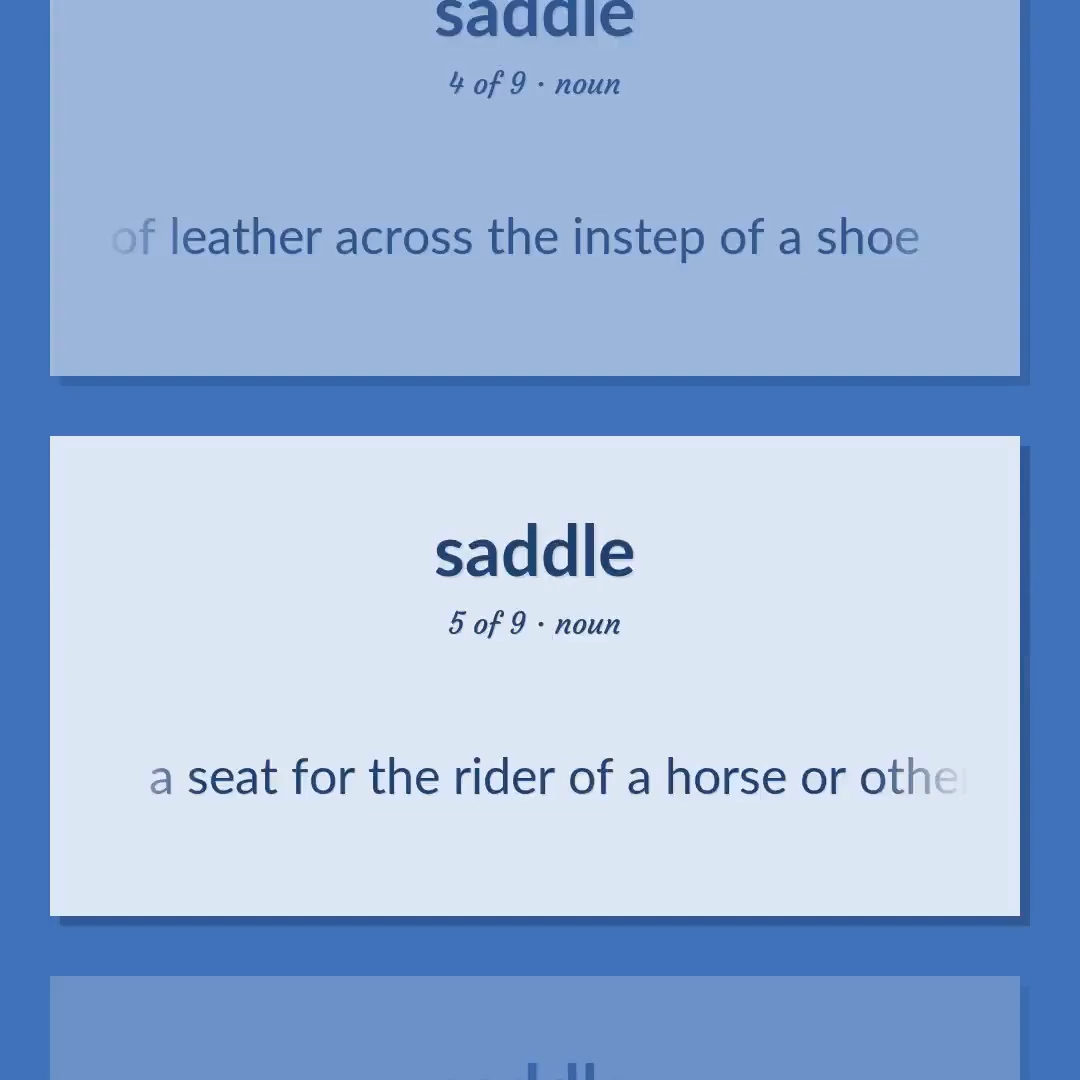 saddle
4 of 9 · noun
of leather across the instep of a shoe
saddle
5 of 9 · noun
a seat for the rider of a horse or other